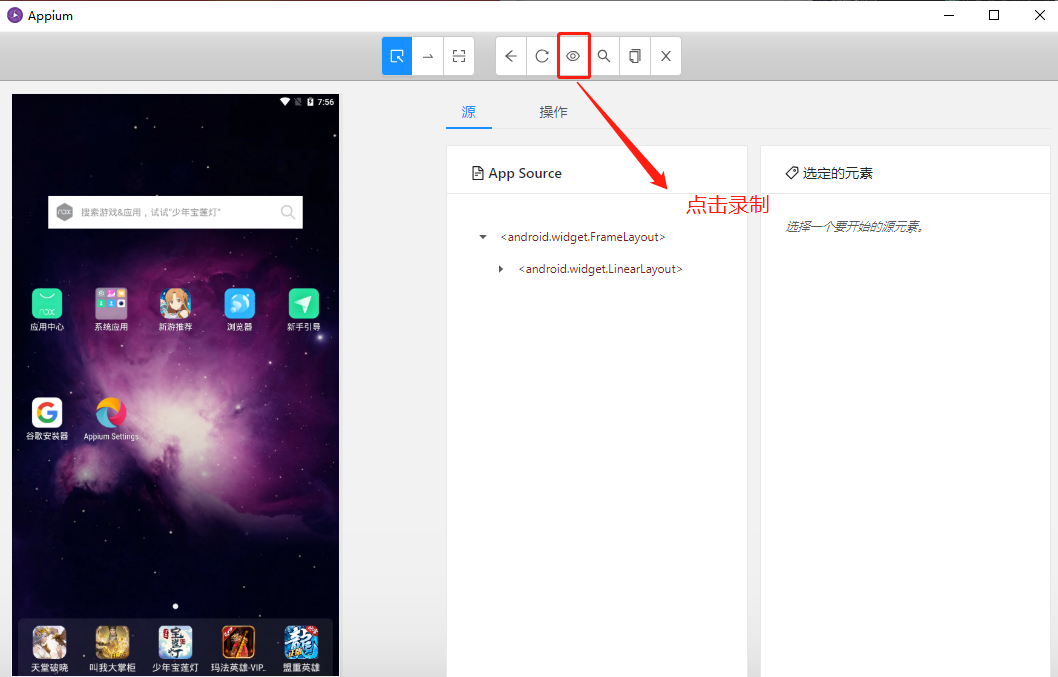 Appium
7:56
源
操作
App Source
选定的元素
点击录制
<android.widget.FrameLayout>
<android.widget.LinearLayout>
选择一个要开始的源元素。
nox
搜索游戏&应用，试试“少年宝莲灯”
nox
应用中心
系统应用
新游推荐
浏览器
新手引导
谷歌安装器
Appium Settings
天堂破晓
叫我大掌柜
少年宝莲灯
玛法英雄-VIP..
盟重英雄